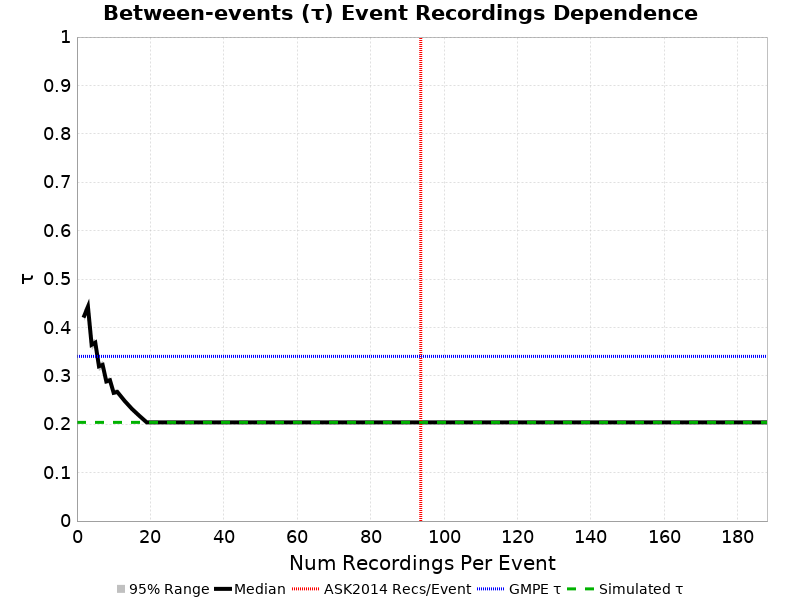 Between-events (τ) Event Recordings Dependence
1
0.9
0.8
0.7
0.6
0.5
0.4
0.3
0.2
0.1
0
τ
0 20 40 60 80 100 120 140 160 180
Num Recordings Per Event
95% Range Median ASK2014 Recs/Event GMPE τ Simulated τ